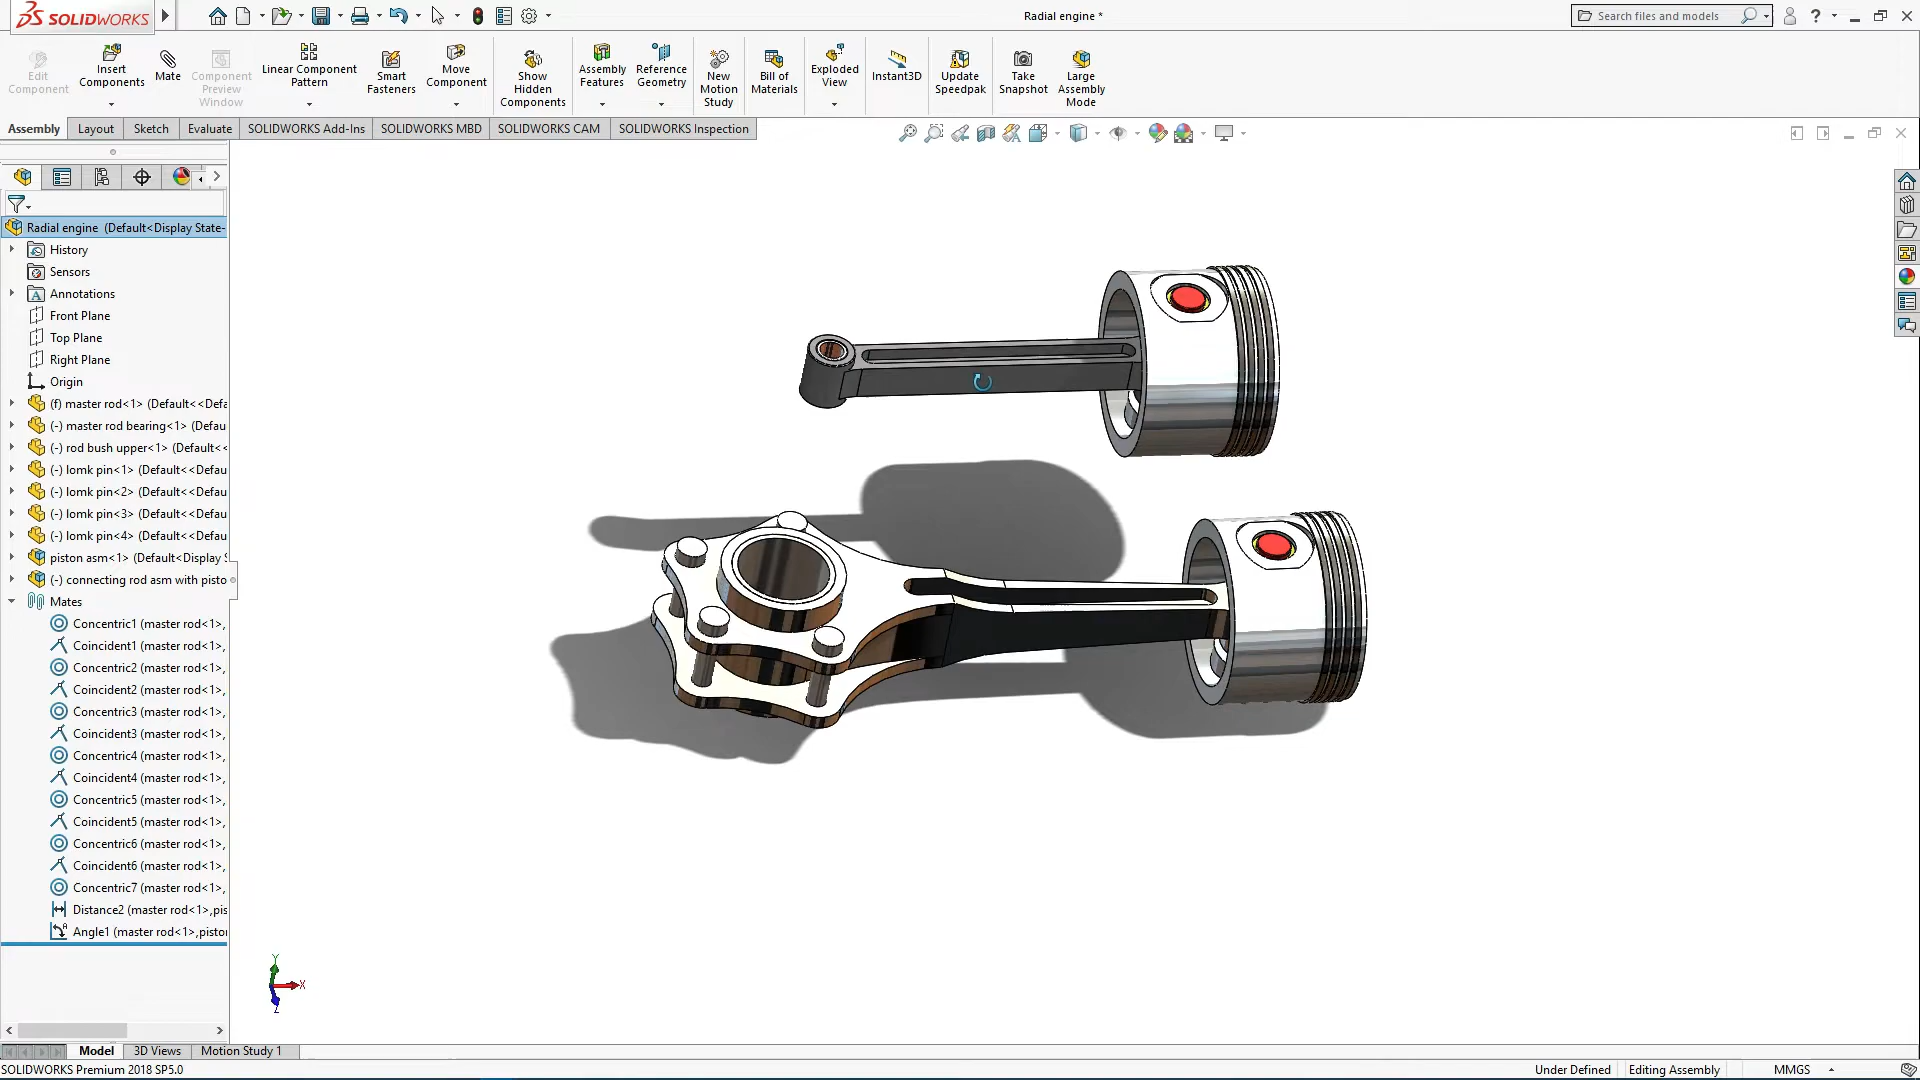 SOLIDWORKS
Radial engine *
Search files and models
?
Edit Component
Insert Components
Mate
Component Preview Window
Linear Component Pattern
Smart Fasteners
Move Component
Show Hidden Components
Assembly Features
Reference Geometry
New Motion Study
Bill of Materials
Exploded View
Instant3D
Update Speedpak
Take Snapshot
Large Assembly Mode
Assembly Layout Sketch Evaluate SOLIDWORKS Add-Ins SOLIDWORKS MBD SOLIDWORKS CAM SOLIDWORKS Inspection
Radial engine (Default<Display State-
History
Sensors
Annotations
Front Plane
Top Plane
Right Plane
Origin
(f) master rod<1> (Default<<Defa
(-) master rod bearing<1> (Defau
(-) rod bush upper<1> (Default<<
(-) lomk pin<1> (Default<<Defau
(-) lomk pin<2> (Default<<Defau
(-) lomk pin<3> (Default<<Defau
(-) lomk pin<4> (Default<<Defau
piston asm<1> (Default<Display S
(-) connecting rod asm with pisto
Mates
Concentric1 (master rod<1>,
Coincident1 (master rod<1>,
Concentric2 (master rod<1>,
Coincident2 (master rod<1>,
Concentric3 (master rod<1>,
Coincident3 (master rod<1>,
Concentric4 (master rod<1>,
Coincident4 (master rod<1>,
Concentric5 (master rod<1>,
Coincident5 (master rod<1>,
Concentric6 (master rod<1>,
Coincident6 (master rod<1>,
Concentric7 (master rod<1>,
Distance2 (master rod<1>,pis
Angle1 (master rod<1>,pisto
Y
X
Z
Model 3D Views Motion Study 1
SOLIDWORKS Premium 2018 SP5.0
Under Defined Editing Assembly MMGS